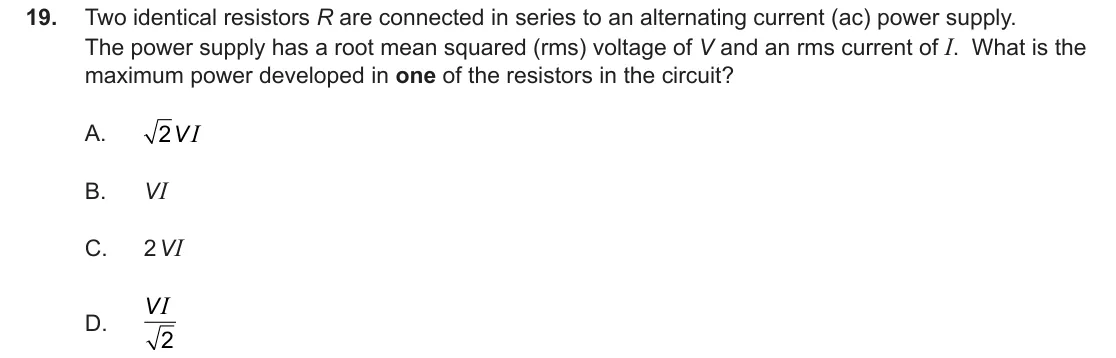 19. Two identical resistors R are connected in series to an alternating current (ac) power supply.
The power supply has a root mean squared (rms) voltage of V and an rms current of I. What is the
maximum power developed in one of the resistors in the circuit?
A. √2VI
B. VI
C. 2VI
D. VI/√2